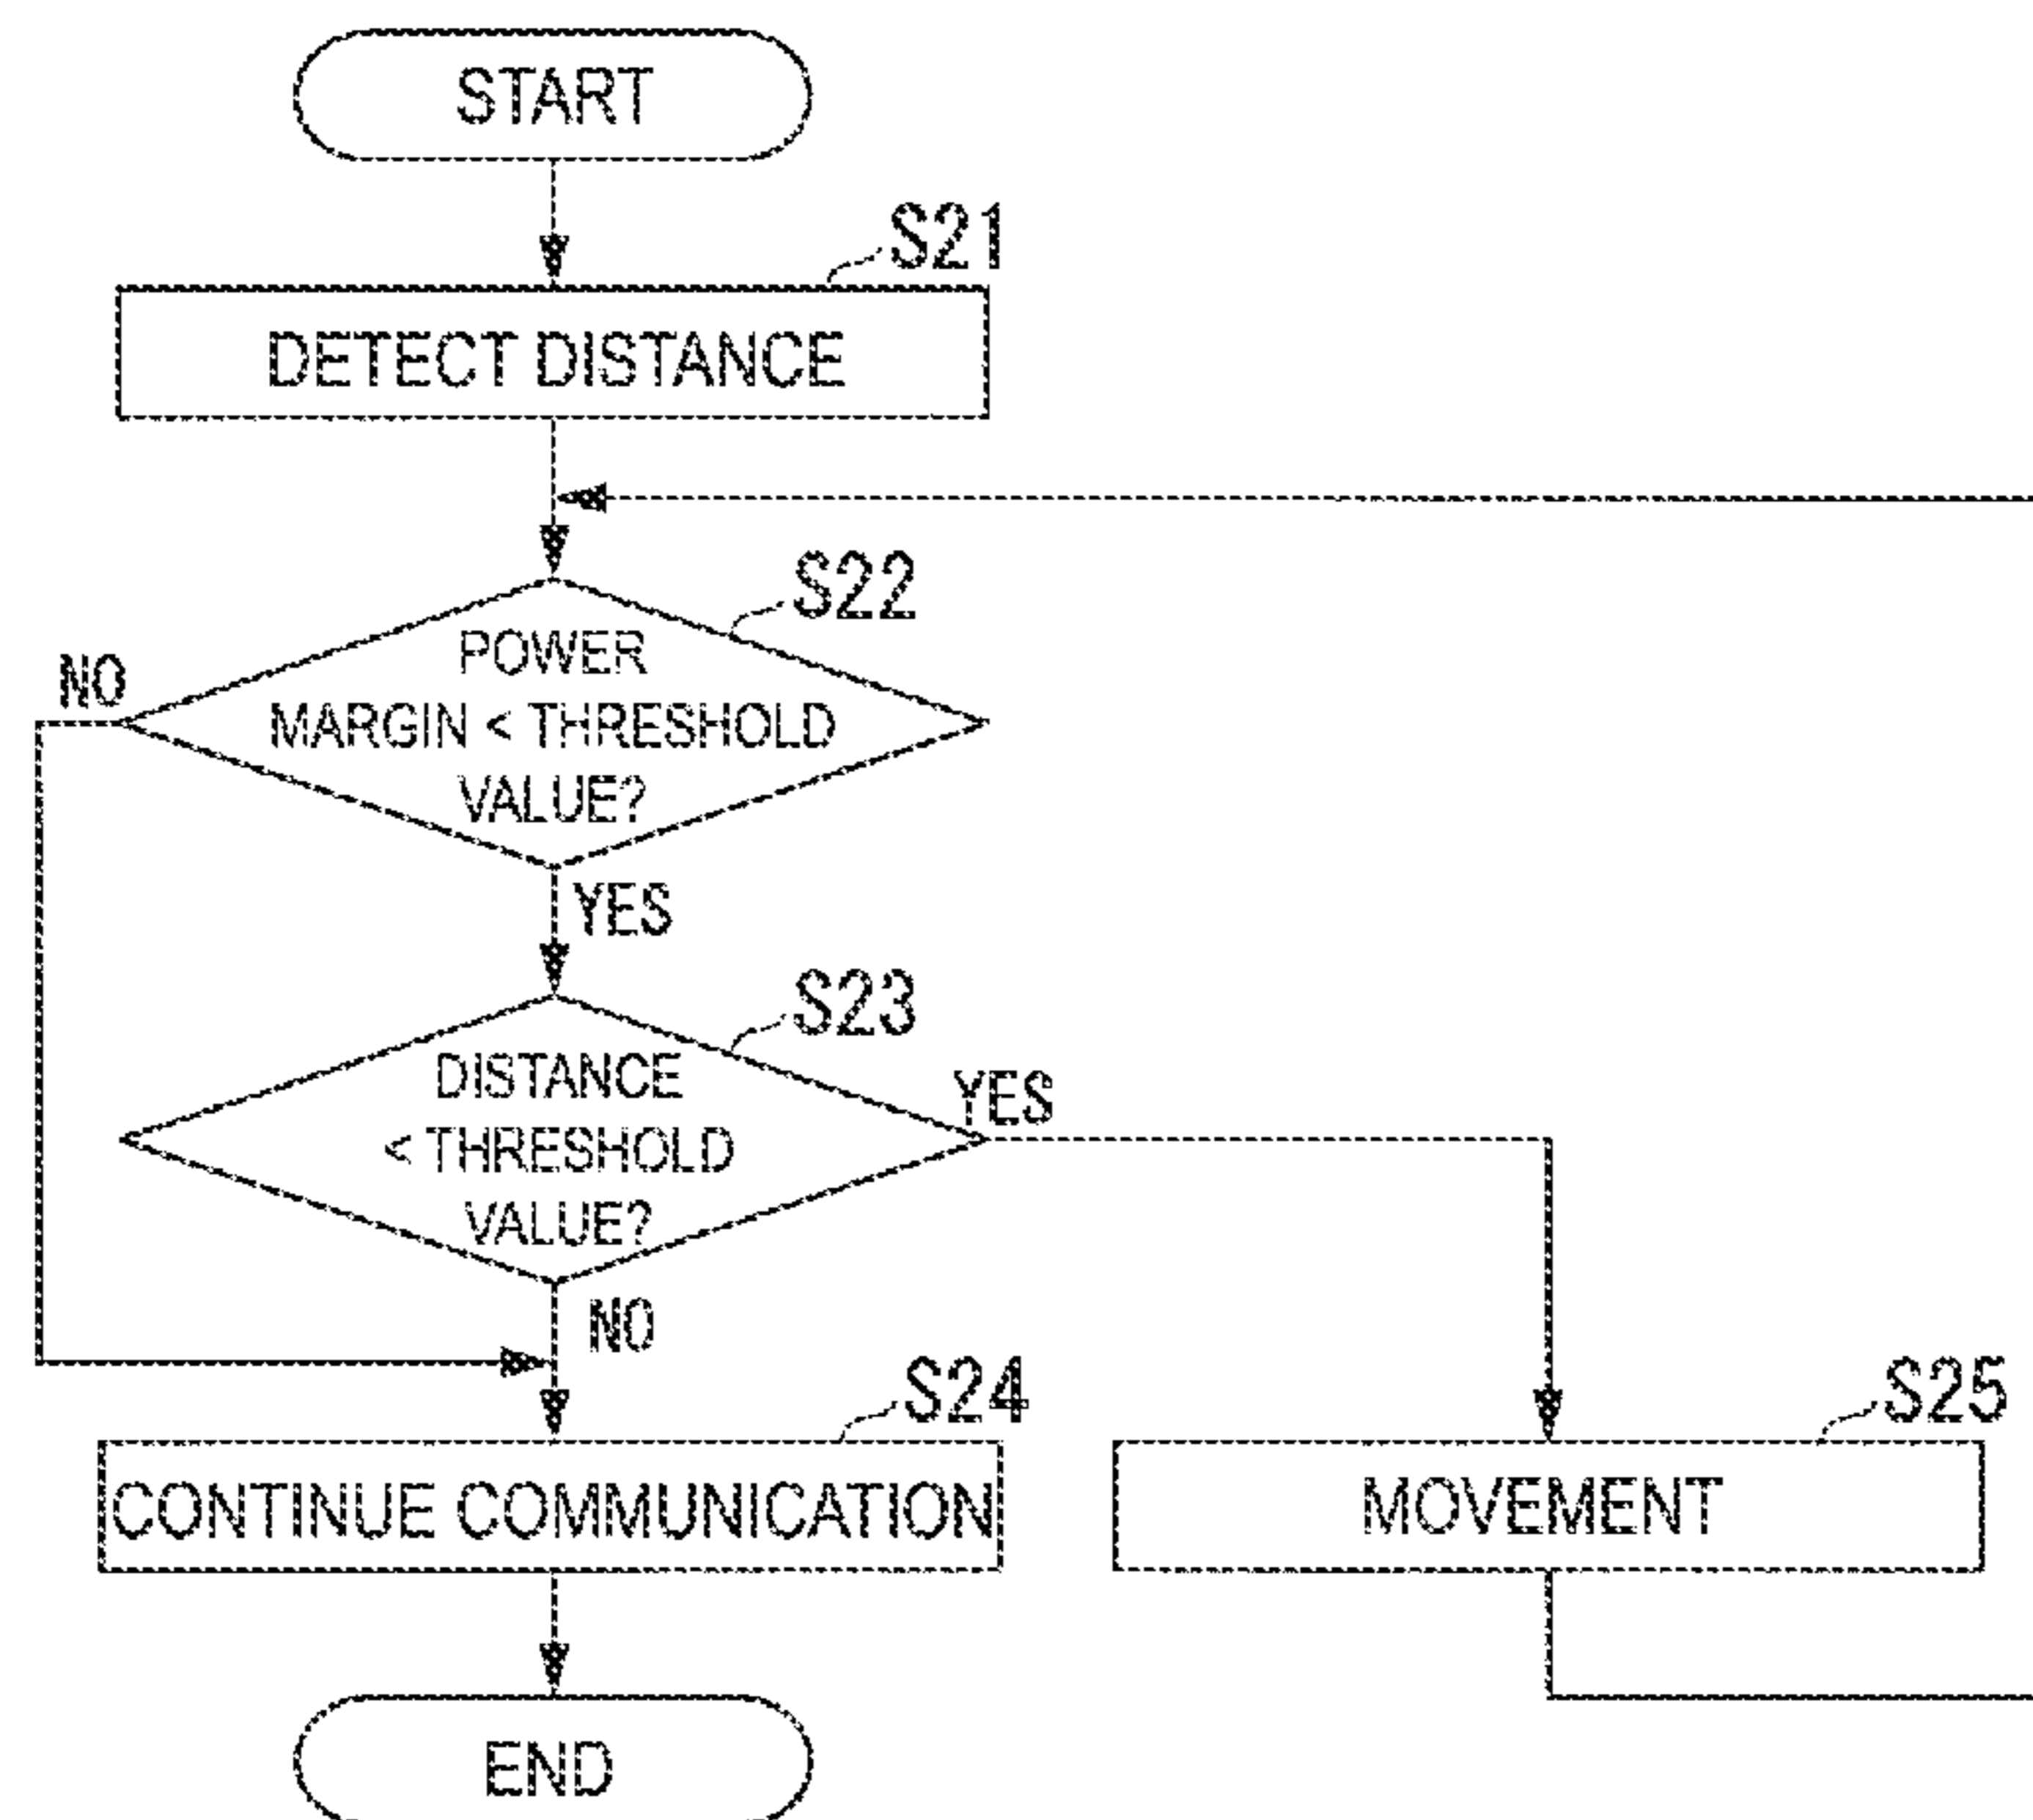 START
S21
DETECT DISTANCE
S22
NO
POWER
MARGIN < THRESHOLD
VALUE?
YES
S23
DISTANCE
< THRESHOLD
VALUE?
YES
NO
S24
CONTINUE COMMUNICATION
S25
MOVEMENT
END